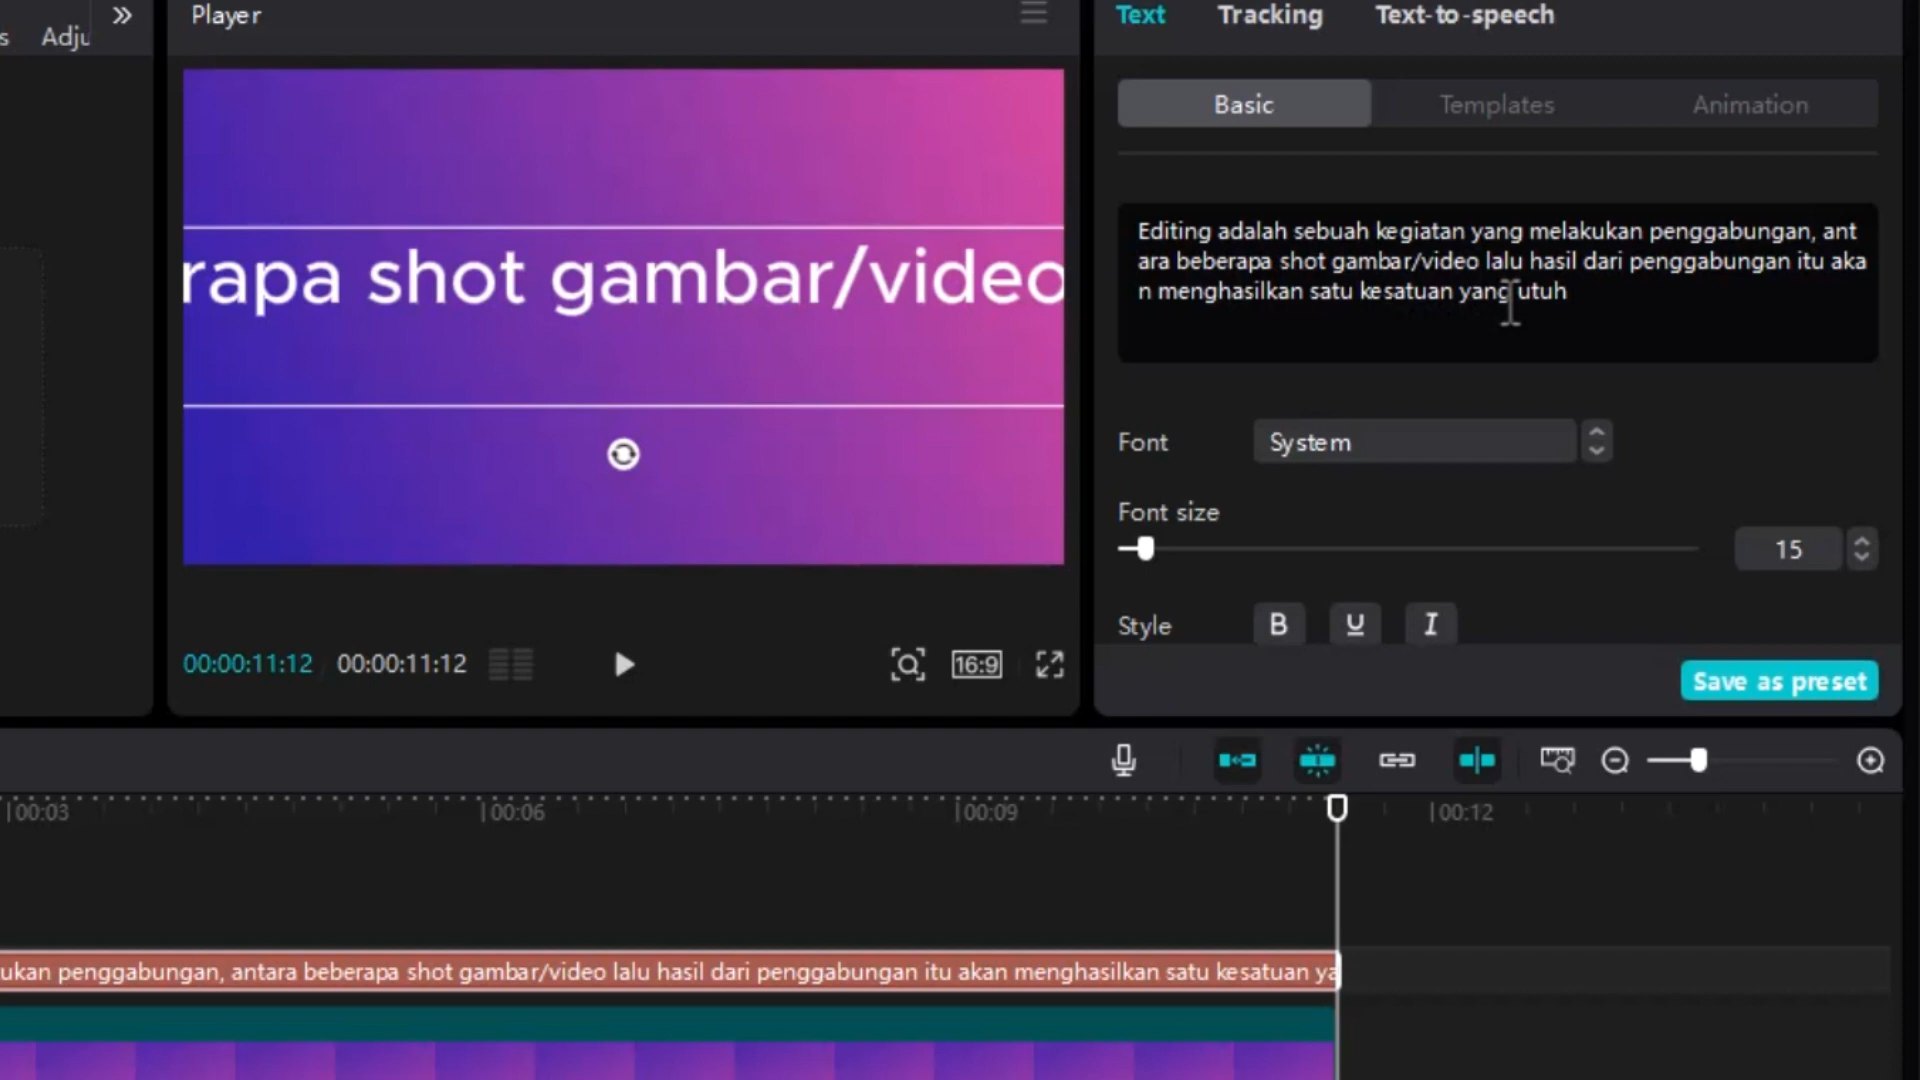 s Adju
Player
Text Tracking Text-to-speech
Basic Templates Animation
rapa shot gambar/video
Editing adalah sebuah kegiatan yang melakukan penggabungan, ant
ara beberapa shot gambar/video lalu hasil dari penggabungan itu aka
n menghasilkan satu kesatuan yang utuh
Font System
Font size
15
Style B U I
00:00:11:12 00:00:11:12
16:9
Save as preset
00:03 00:06 00:09 00:12
ukan penggabungan, antara beberapa shot gambar/video lalu hasil dari penggabungan itu akan menghasilkan satu kesatuan ya